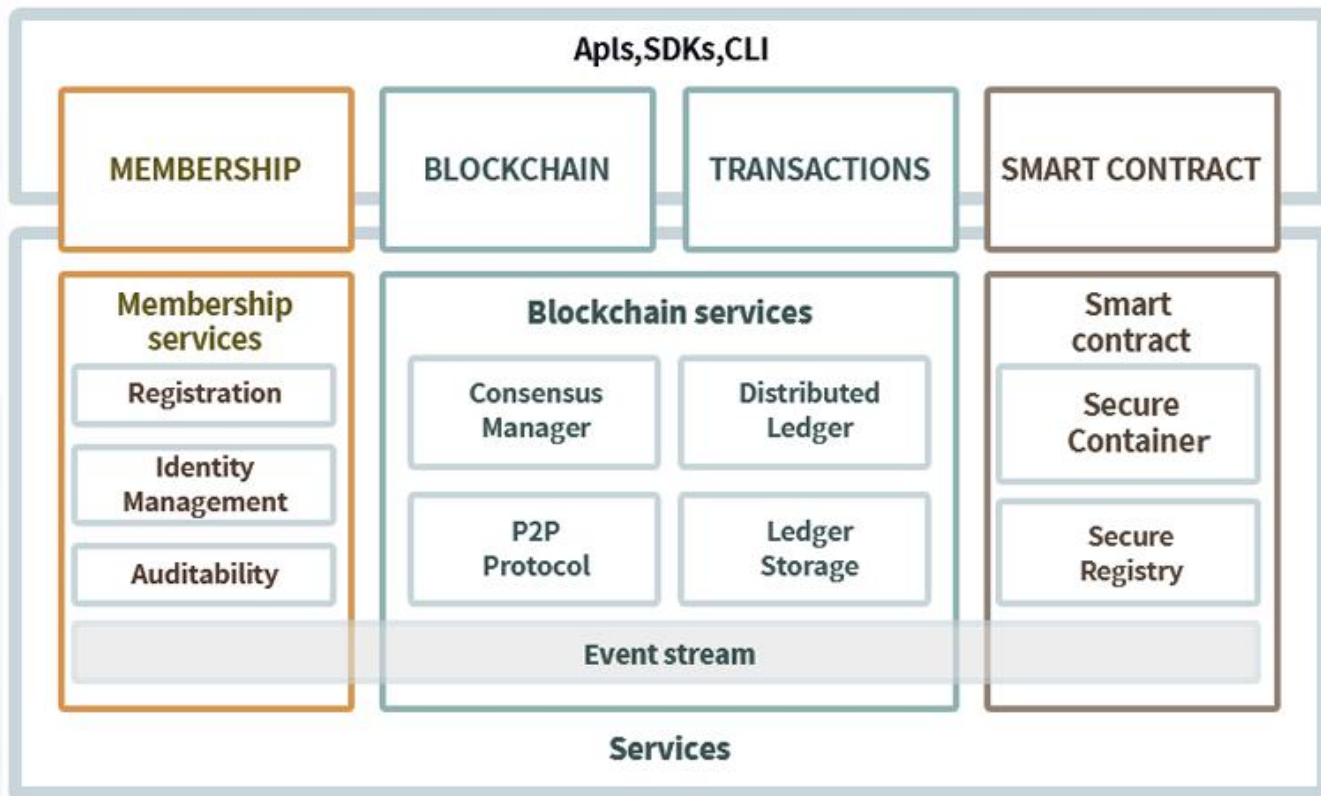 Apls,SDKs,CLI
MEMBERSHIP
BLOCKCHAIN
TRANSACTIONS
SMART CONTRACT
Membership
services
Registration
Identity
Management
Auditability
Blockchain services
Consensus
Manager
Distributed
Ledger
P2P
Protocol
Ledger
Storage
Smart
contract
Secure
Container
Secure
Registry
Event stream
Services